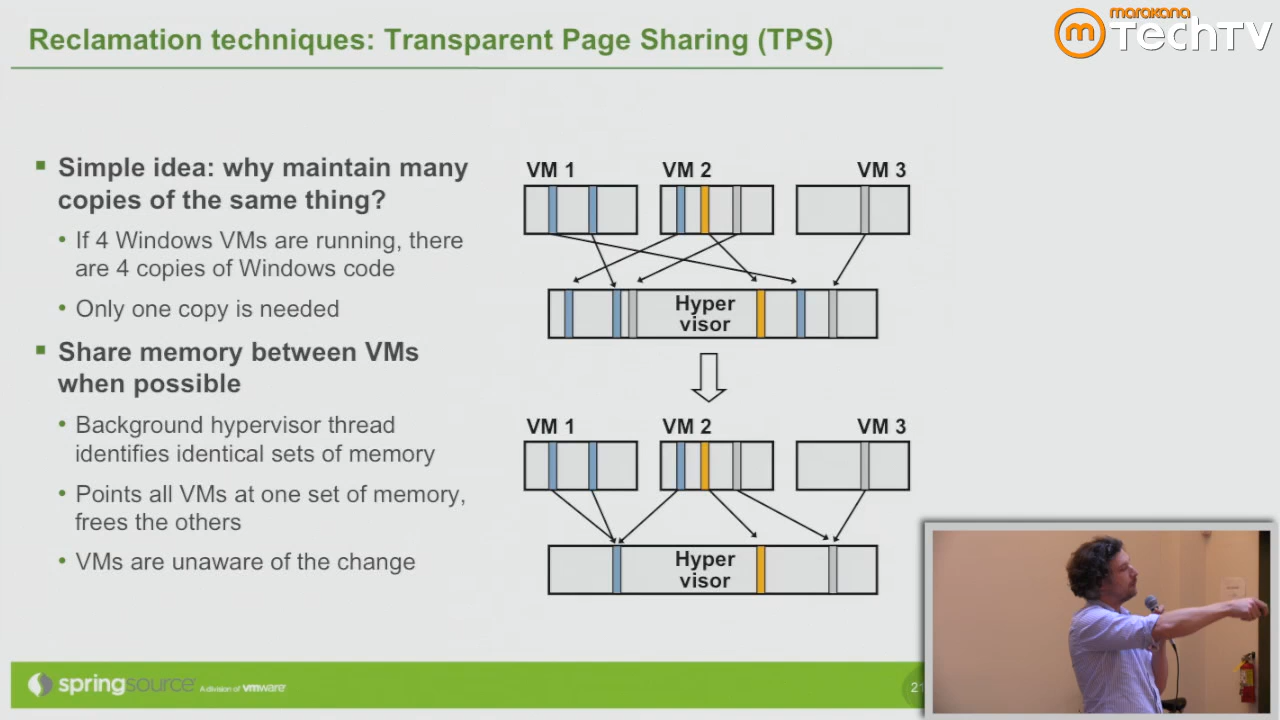 Reclamation techniques: Transparent Page Sharing (TPS)
marakana
m TechTV
Simple idea: why maintain many
copies of the same thing?
• If 4 Windows VMs are running, there
are 4 copies of Windows code
• Only one copy is needed
Share memory between VMs
when possible
• Background hypervisor thread
identifies identical sets of memory
• Points all VMs at one set of memory,
frees the others
• VMs are unaware of the change
VM 1 VM 2 VM 3
Hyper
visor
VM 1 VM 2 VM 3
Hyper
visor
springsource A division of vmware